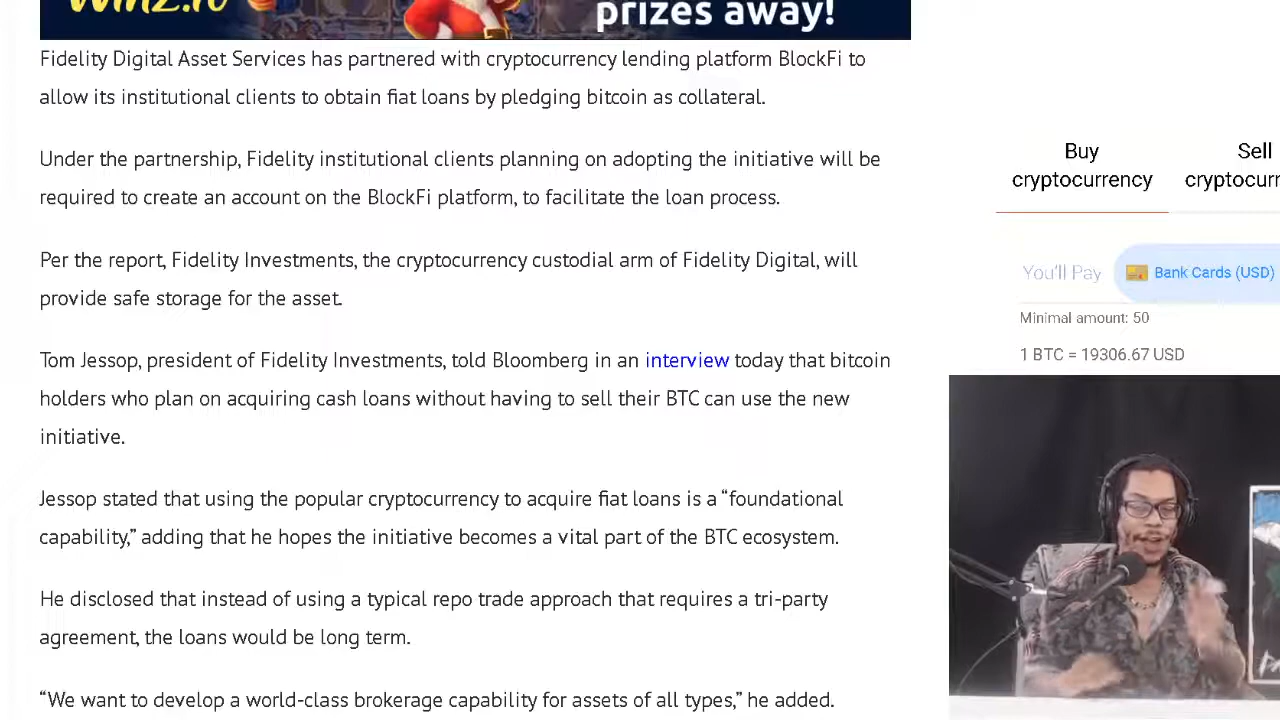 prizes away!
Fidelity Digital Asset Services has partnered with cryptocurrency lending platform BlockFi to
allow its institutional clients to obtain fiat loans by pledging bitcoin as collateral.
Under the partnership, Fidelity institutional clients planning on adopting the initiative will be
required to create an account on the BlockFi platform, to facilitate the loan process.
Per the report, Fidelity Investments, the cryptocurrency custodial arm of Fidelity Digital, will
provide safe storage for the asset.
Tom Jessop, president of Fidelity Investments, told Bloomberg in an interview today that bitcoin
holders who plan on acquiring cash loans without having to sell their BTC can use the new
initiative.
Jessop stated that using the popular cryptocurrency to acquire fiat loans is a “foundational
capability,” adding that he hopes the initiative becomes a vital part of the BTC ecosystem.
He disclosed that instead of using a typical repo trade approach that requires a tri-party
agreement, the loans would be long term.
“We want to develop a world-class brokerage capability for assets of all types,” he added.
Buy
cryptocurrency
Sell
You'll Pay
Bank Cards (USD)
Minimal amount: 50
1 BTC = 19306.67 USD